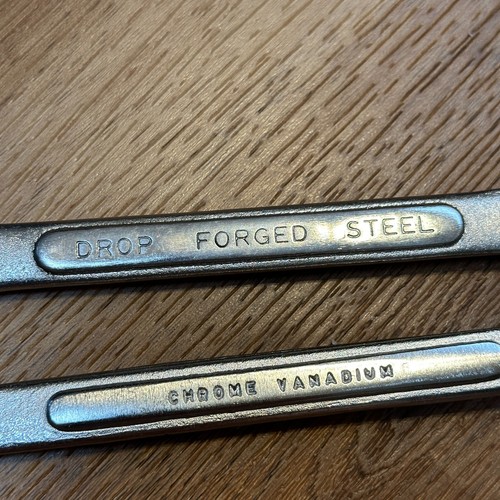 DROP FORGED STEEL
CHROME VANADIUM